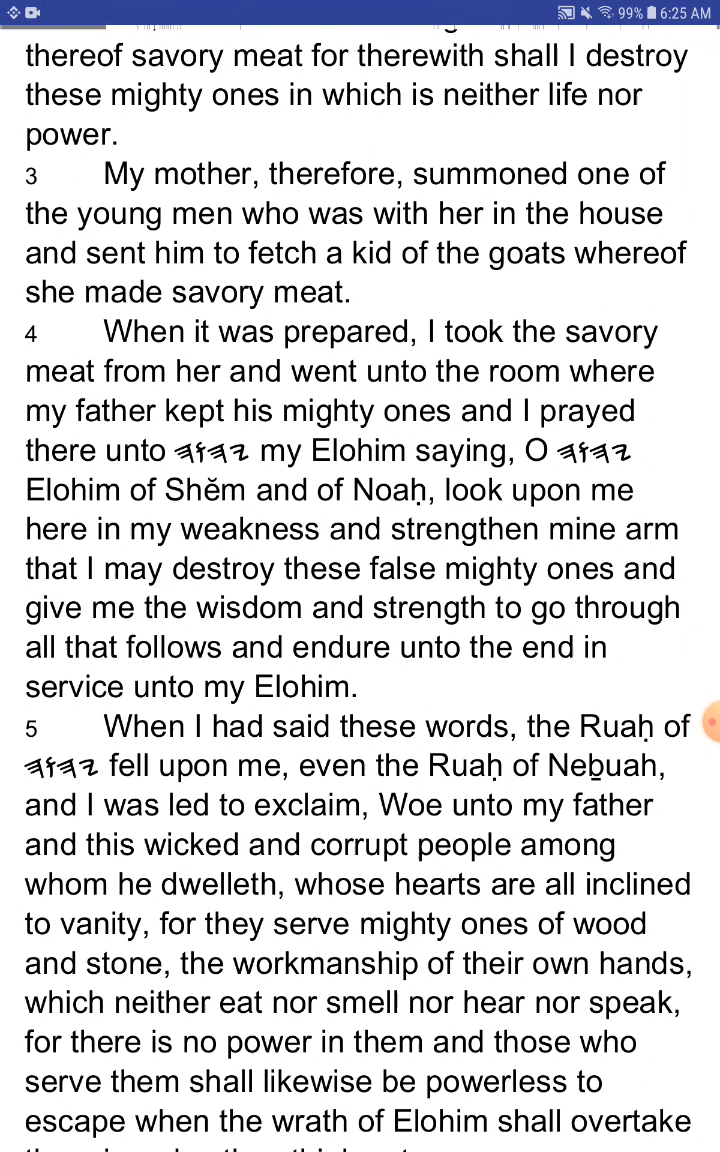 99% 6:25 AM
thereof savory meat for therewith shall I destroy
these mighty ones in which is neither life nor
power.
3 My mother, therefore, summoned one of
the young men who was with her in the house
and sent him to fetch a kid of the goats whereof
she made savory meat.
4 When it was prepared, I took the savory
meat from her and went unto the room where
my father kept his mighty ones and I prayed
there unto 𐤉𐤄𐤅𐤄 my Elohim saying, O 𐤉𐤄𐤅𐤄
Elohim of Shĕm and of Noaḥ, look upon me
here in my weakness and strengthen mine arm
that I may destroy these false mighty ones and
give me the wisdom and strength to go through
all that follows and endure unto the end in
service unto my Elohim.
5 When I had said these words, the Ruaḥ of
𐤉𐤄𐤅𐤄 fell upon me, even the Ruaḥ of Neḇuah,
and I was led to exclaim, Woe unto my father
and this wicked and corrupt people among
whom he dwelleth, whose hearts are all inclined
to vanity, for they serve mighty ones of wood
and stone, the workmanship of their own hands,
which neither eat nor smell nor hear nor speak,
for there is no power in them and those who
serve them shall likewise be powerless to
escape when the wrath of Elohim shall overtake